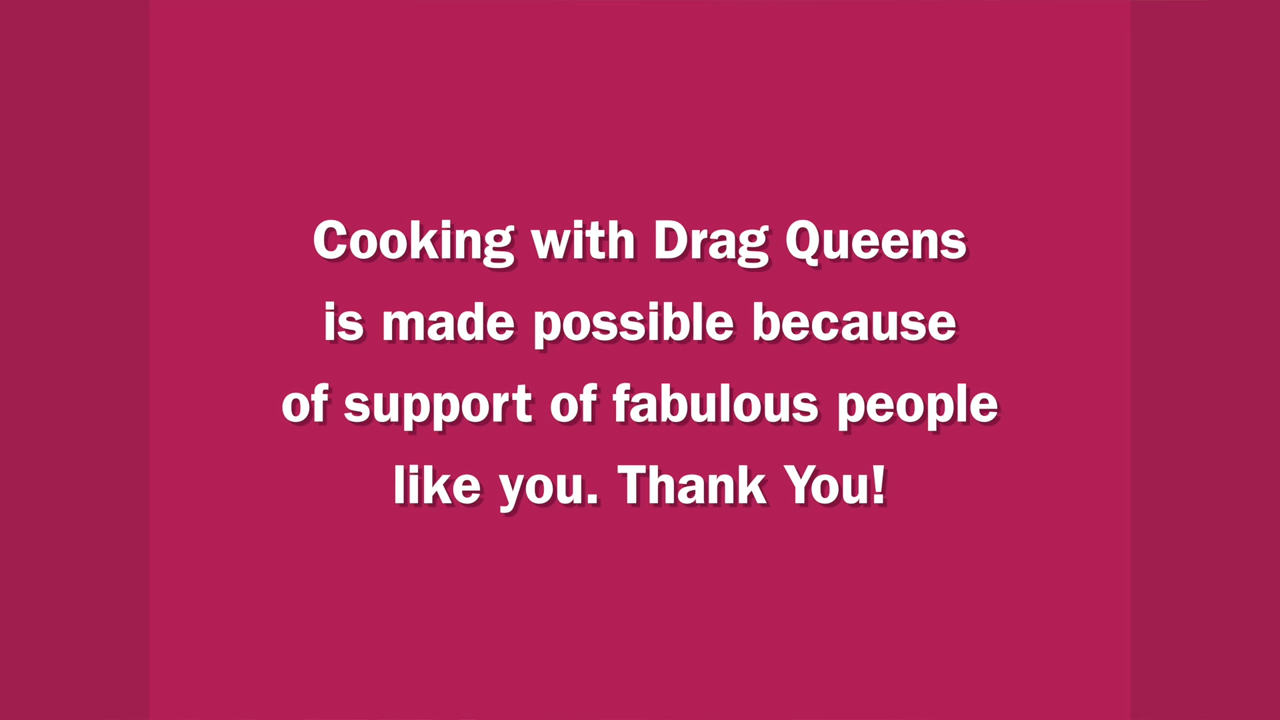 Cooking with Drag Queens
is made possible because
of support of fabulous people
like you. Thank You!